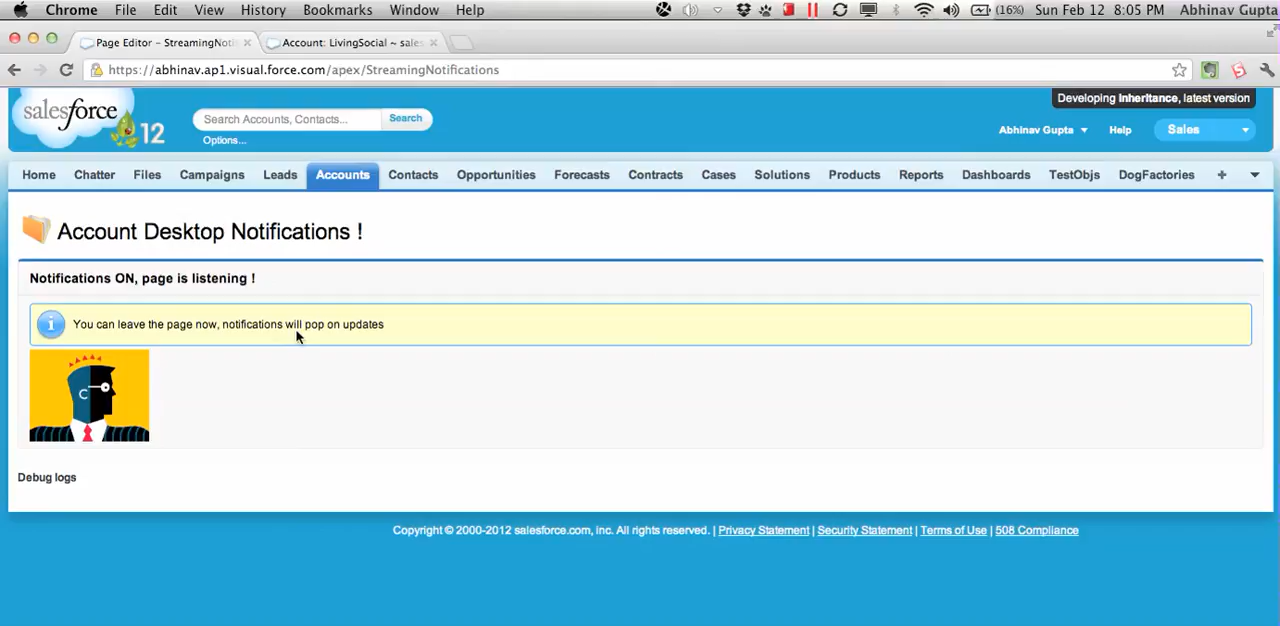 Chrome File Edit View History Bookmarks Window Help (16%) Sun Feb 12 8:05 PM Abhinav Gupta
Page Editor – StreamingNoti Account: LivingSocial ~ sales
https://abhinav.ap1.visual.force.com/apex/StreamingNotifications
Developing Inheritance, latest version
salesforce 12 Search Accounts, Contacts... Search
Options...
Abhinav Gupta Help Sales
Home Chatter Files Campaigns Leads Accounts Contacts Opportunities Forecasts Contracts Cases Solutions Products Reports Dashboards TestObjs DogFactories +
Account Desktop Notifications !
Notifications ON, page is listening !
You can leave the page now, notifications will pop on updates
Debug logs
Copyright © 2000-2012 salesforce.com, inc. All rights reserved. | Privacy Statement | Security Statement | Terms of Use | 508 Compliance